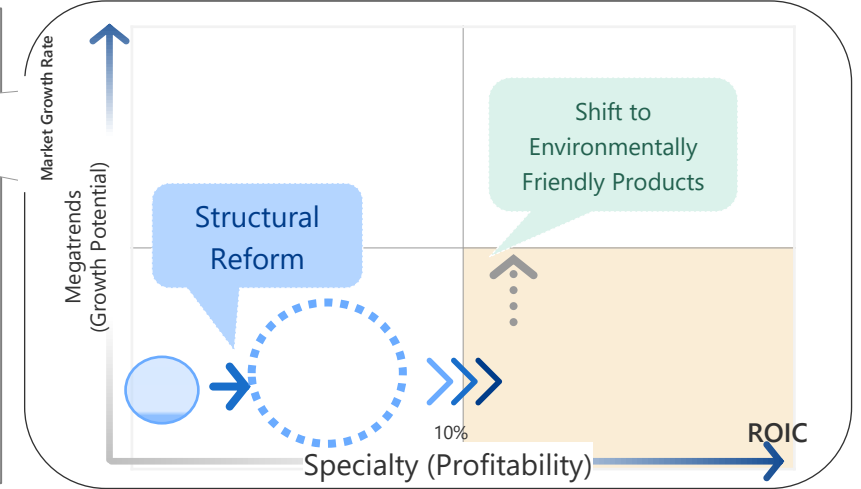 Market Growth Rate
Megatrends
(Growth Potential)
Structural
Reform
Shift to
Environmentally
Friendly Products
10%
ROIC
Specialty (Profitability)